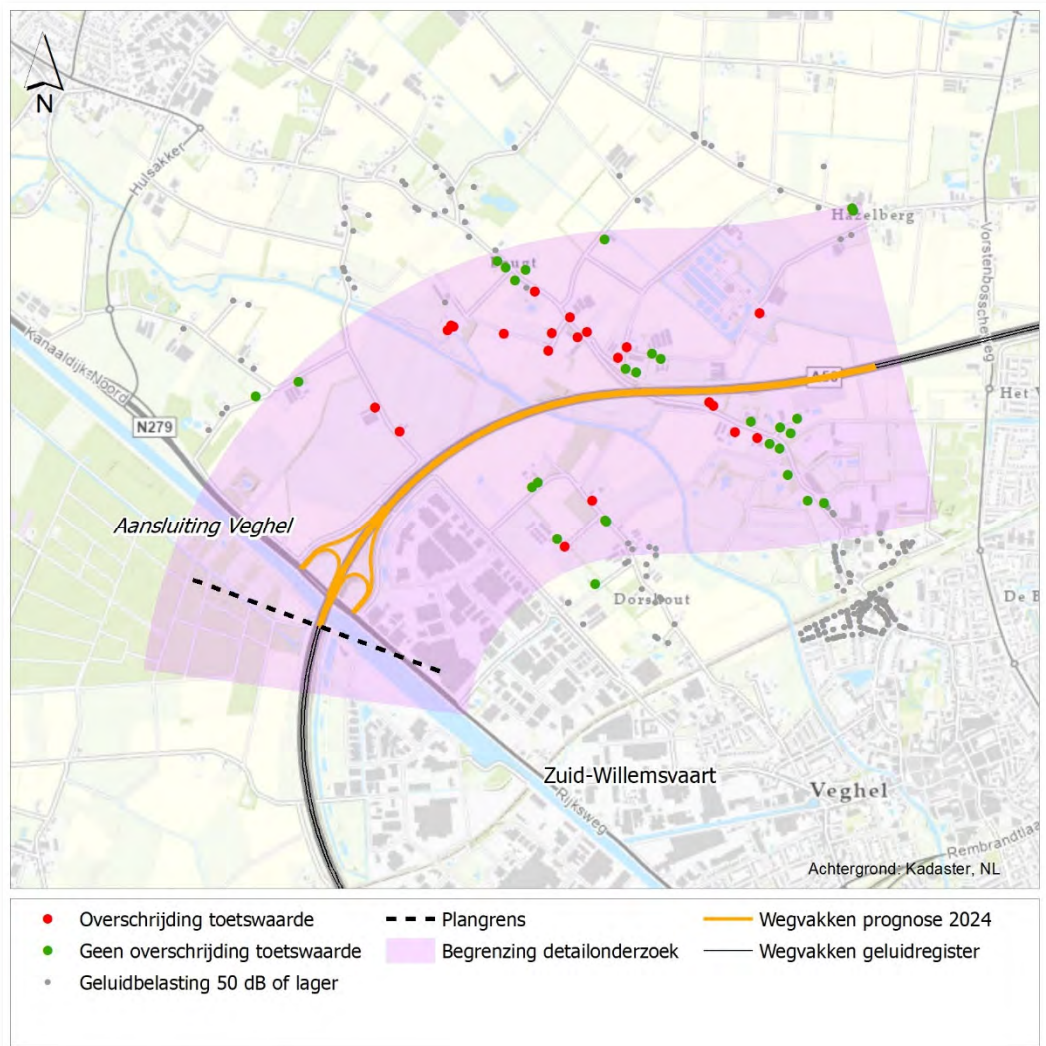 N
Hulsakker
Hazelberg
Vorstenbosscheweg
Kanaaldijk Noord
A50
N279
Aansluiting Veghel
Dorshout
De B
Zuid-Willemsvaart
Veghel
Rijksweg
Rembrandtlaa
Achtergrond: Kadaster, NL
Overschrijding toetswaarde
Plangrens
Wegvakken prognose 2024
Geen overschrijding toetswaarde
Begrenzing detailonderzoek
Wegvakken geluidregister
Geluidbelasting 50 dB of lager